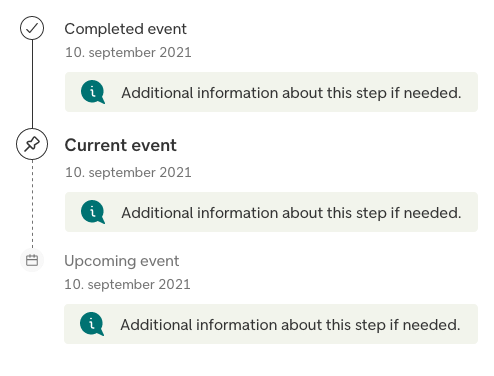 Completed event
10. september 2021
Additional information about this step if needed.
Current event
10. september 2021
Additional information about this step if needed.
Upcoming event
10. september 2021
Additional information about this step if needed.